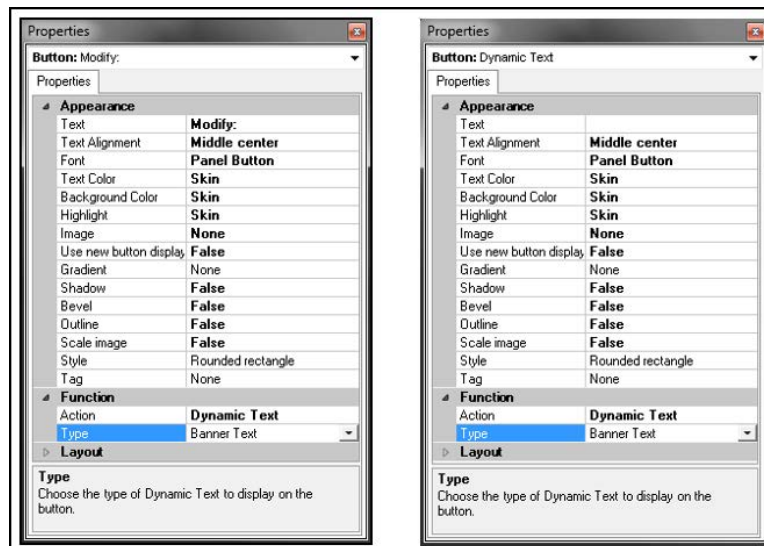 Properties
Button: Modify:
Properties
Appearance
Text Modify:
Text Alignment Middle center
Font Panel Button
Text Color Skin
Background Color Skin
Highlight Skin
Image None
Use new button display False
Gradient None
Shadow False
Bevel False
Outline False
Scale image False
Style Rounded rectangle
Tag None
Function
Action Dynamic Text
Type Banner Text
Layout
Type
Choose the type of Dynamic Text to display on the
button.
Properties
Button: Dynamic Text
Properties
Appearance
Text
Text Alignment Middle center
Font Panel Button
Text Color Skin
Background Color Skin
Highlight Skin
Image None
Use new button display False
Gradient None
Shadow False
Bevel False
Outline False
Scale image False
Style Rounded rectangle
Tag None
Function
Action Dynamic Text
Type Banner Text
Layout
Type
Choose the type of Dynamic Text to display on the
button.